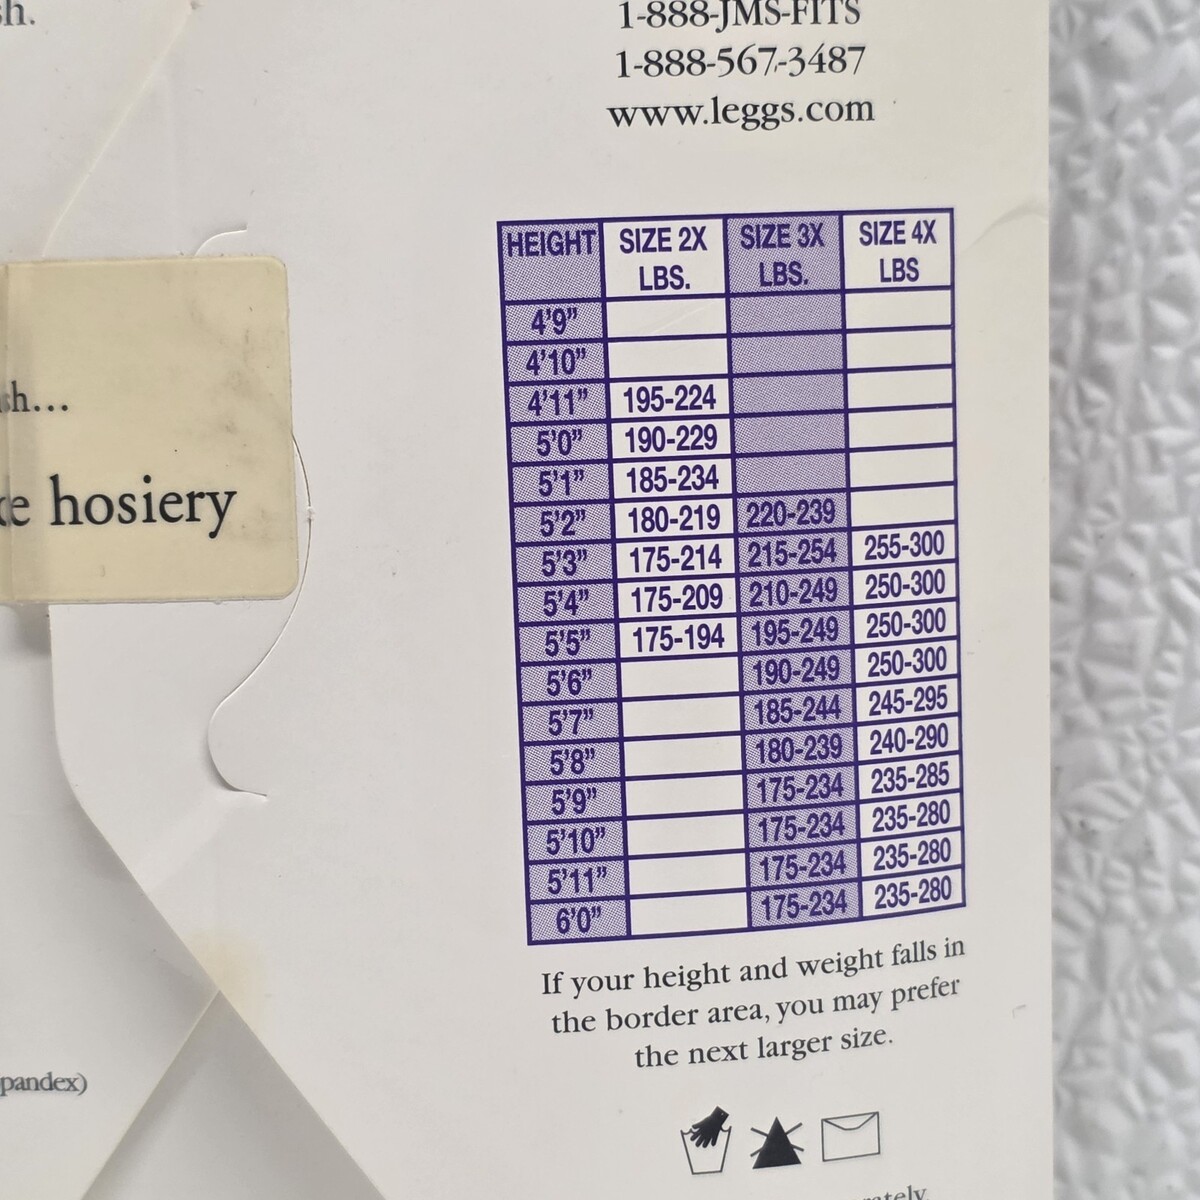 sh.
1-888-JMS-FITS
1-888-567-3487
www.leggs.com
HEIGHT SIZE 2X LBS. SIZE 3X LBS. SIZE 4X LBS
4'9"
4'10"
4'11" 195-224
5'0" 190-229
5'1" 185-234
5'2" 180-219 220-239
5'3" 175-214 215-254 255-300
5'4" 175-209 210-249 250-300
5'5" 175-194 195-249 250-300
5'6" 190-249 250-300
5'7" 185-244 245-295
5'8" 180-239 240-290
5'9" 175-234 235-285
5'10" 175-234 235-280
5'11" 175-234 235-280
6'0" 175-234 235-280
If your height and weight falls in
the border area, you may prefer
the next larger size.
sh...
hosiery
pandex)